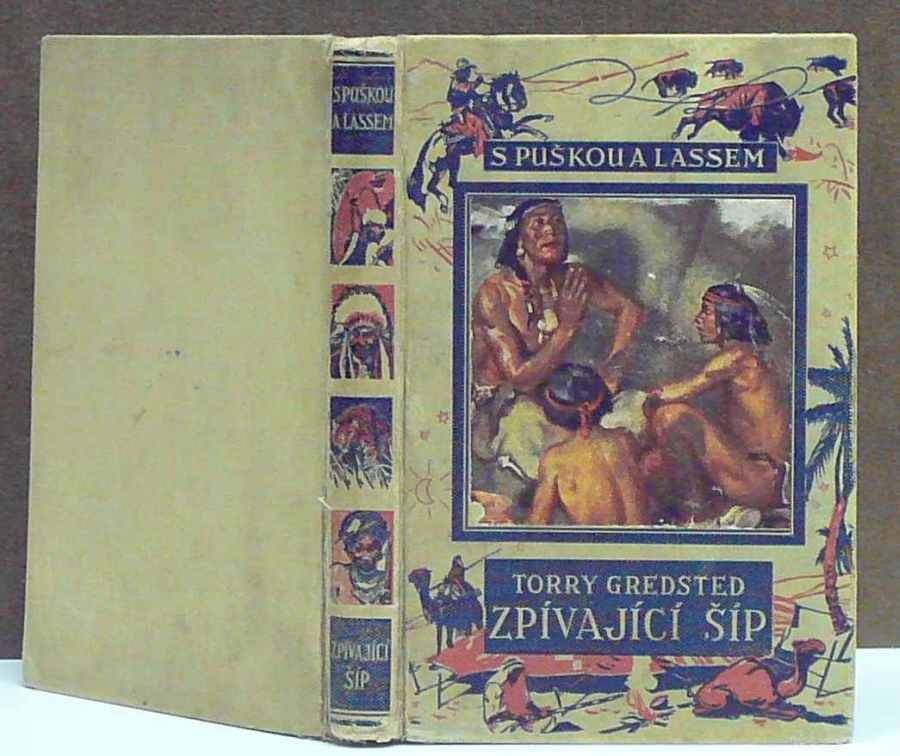 S PUŠKOU
A LASSEM
ZPÍVAJÍCÍ
ŠÍP
S PUŠKOU A LASSEM
TORRY GREDSTED
ZPÍVAJÍCÍ ŠÍP